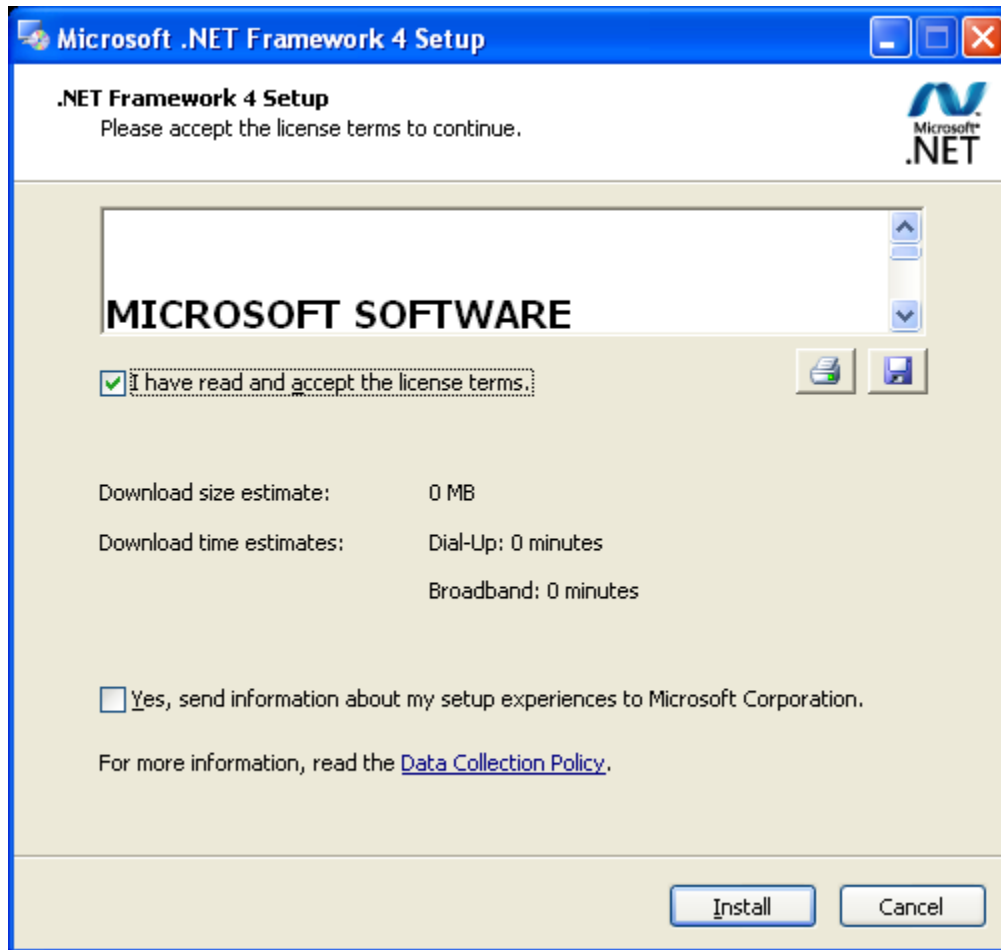 Microsoft .NET Framework 4 Setup
.NET Framework 4 Setup
Please accept the license terms to continue.
Microsoft®
.NET
MICROSOFT SOFTWARE
I have read and accept the license terms.
Download size estimate: 0 MB
Download time estimates: Dial-Up: 0 minutes
Broadband: 0 minutes
Yes, send information about my setup experiences to Microsoft Corporation.
For more information, read the Data Collection Policy.
Install Cancel